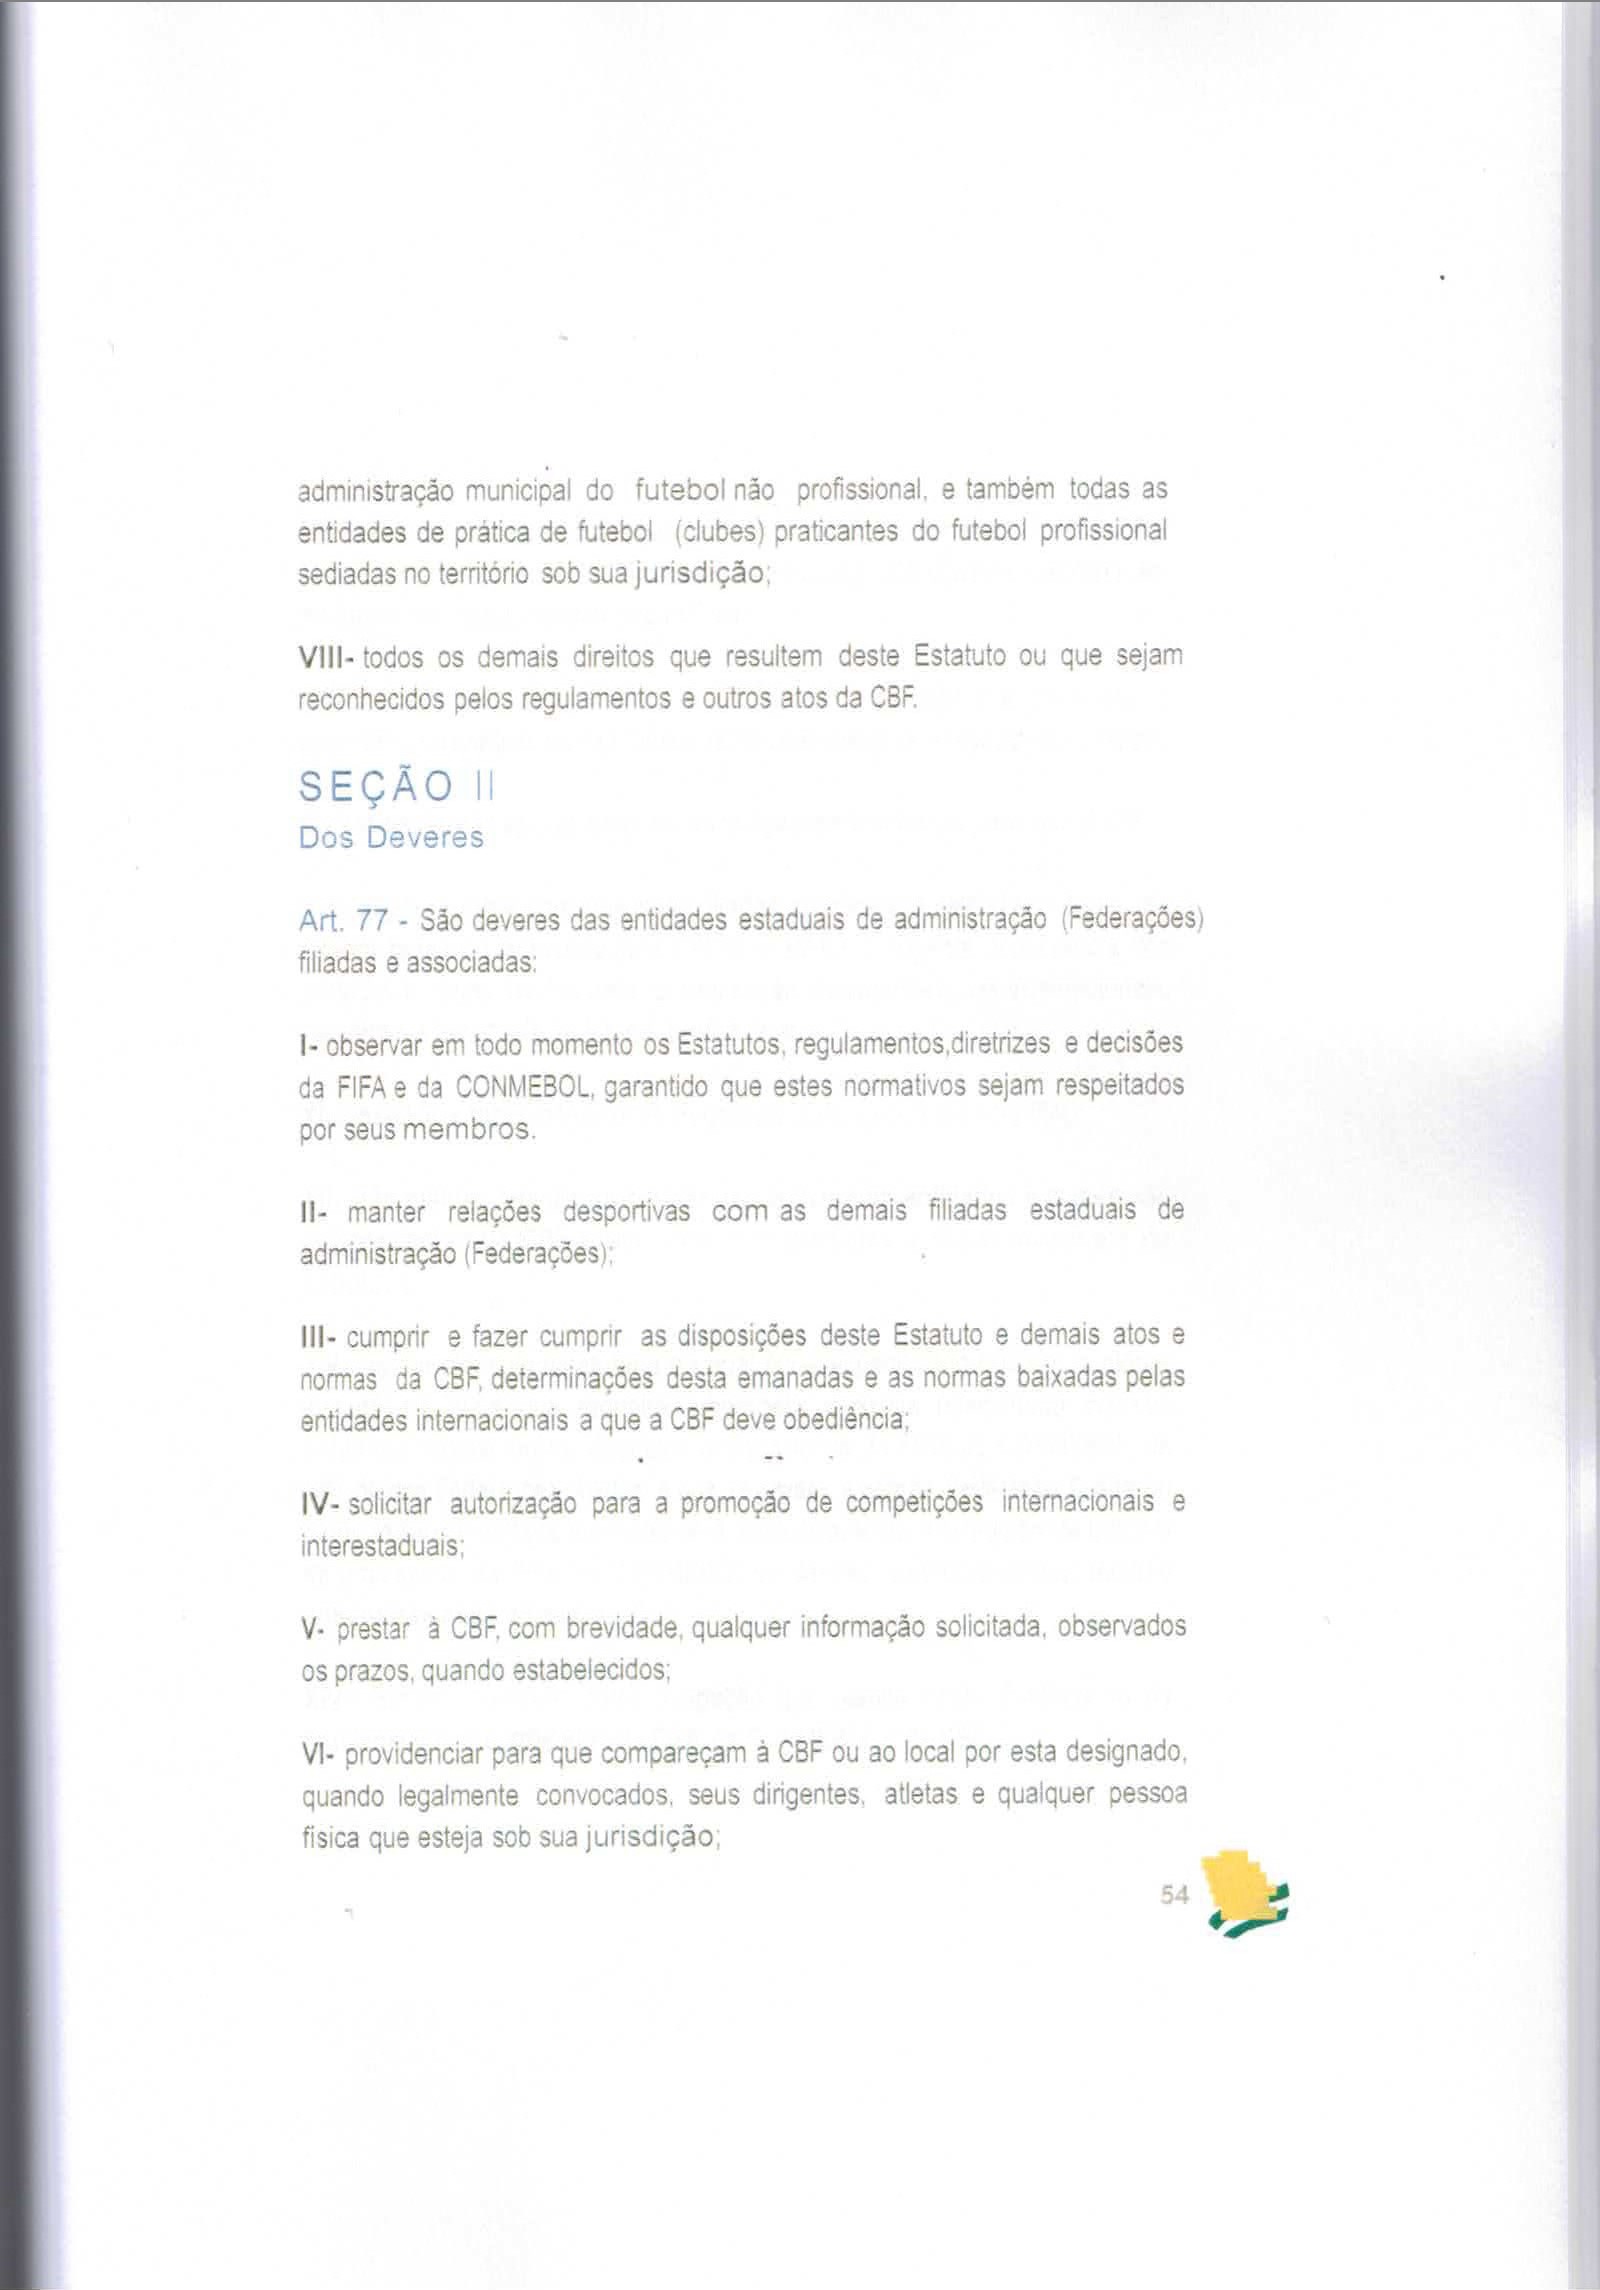 administração municipal do futebol não profissional, e também todas as
entidades de prática de futebol (clubes) praticantes do futebol profissional
sediadas no território sob sua jurisdição;
VIII- todos os demais direitos que resultem deste Estatuto ou que sejam
reconhecidos pelos regulamentos e outros atos da CBF.
SEÇÃO II
Dos Deveres
Art. 77 - São deveres das entidades estaduais de administração (Federações)
filiadas e associadas:
I- observar em todo momento os Estatutos, regulamentos,diretrizes e decisões
da FIFA e da CONMEBOL, garantido que estes normativos sejam respeitados
por seus membros.
II- manter relações desportivas com as demais filiadas estaduais de
administração (Federações);
III- cumprir e fazer cumprir as disposições deste Estatuto e demais atos e
normas da CBF, determinações desta emanadas e as normas baixadas pelas
entidades internacionais a que a CBF deve obediência;
IV- solicitar autorização para a promoção de competições internacionais e
interestaduais;
V- prestar à CBF, com brevidade, qualquer informação solicitada, observados
os prazos, quando estabelecidos;
VI- providenciar para que compareçam à CBF ou ao local por esta designado,
quando legalmente convocados, seus dirigentes, atletas e qualquer pessoa
física que esteja sob sua jurisdição;
54